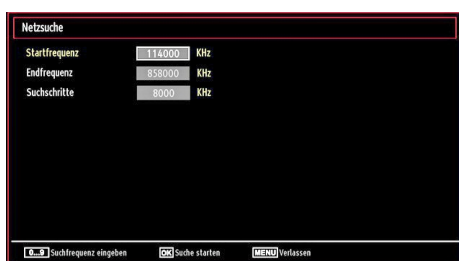 Netzsuche
Startfrequenz 114000 KHz
Endfrequenz 858000 KHz
Suchschritte 8000 KHz
0...9 Suchfrequenz eingeben OK Suche starten MENU Verlassen